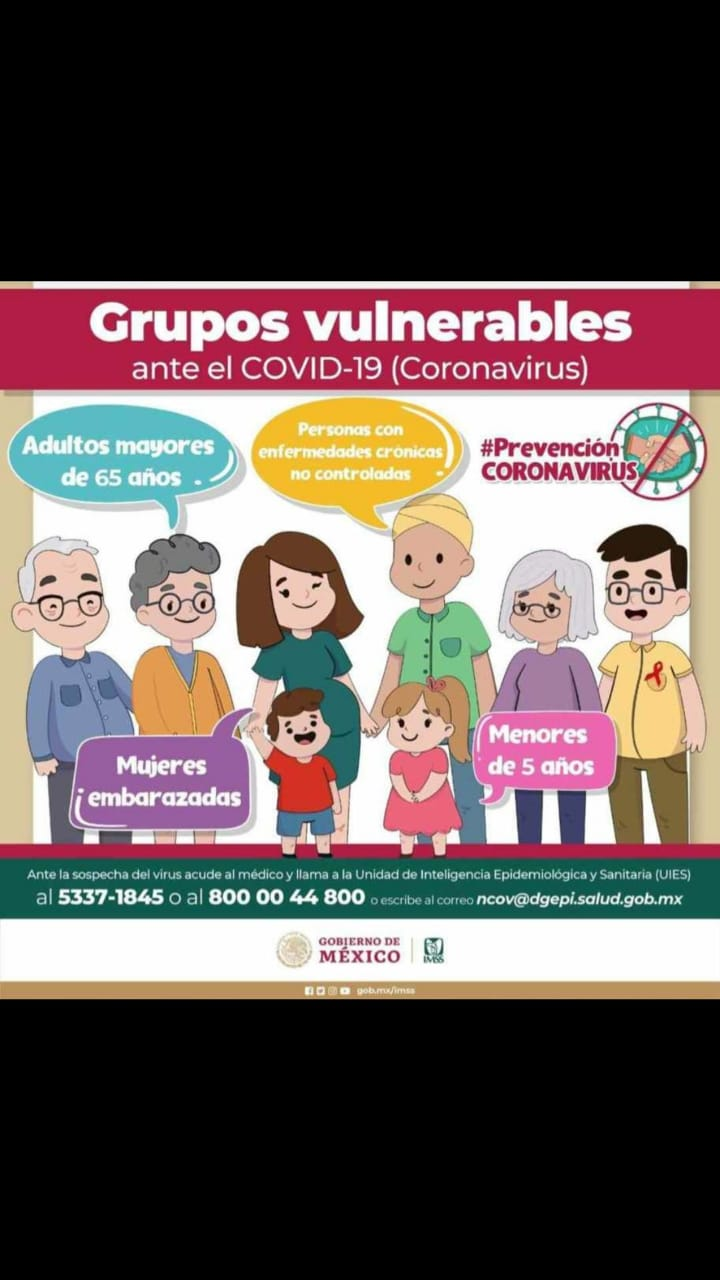 Grupos vulnerables
ante el COVID-19 (Coronavirus)
Adultos mayores
de 65 años .
Personas con
enfermedades crónicas
no controladas
#Prevención
CORONAVIRUS
Mujeres
embarazadas
Menores
de 5 años
Ante la sospecha del virus acude al médico y llama a la Unidad de Inteligencia Epidemiológica y Sanitaria (UIES)
al 5337-1845 o al 800 00 44 800 o escribe al correo ncov@dgepi.salud.gob.mx
GOBIERNO DE
MÉXICO
IMSS
gob.mx/imss